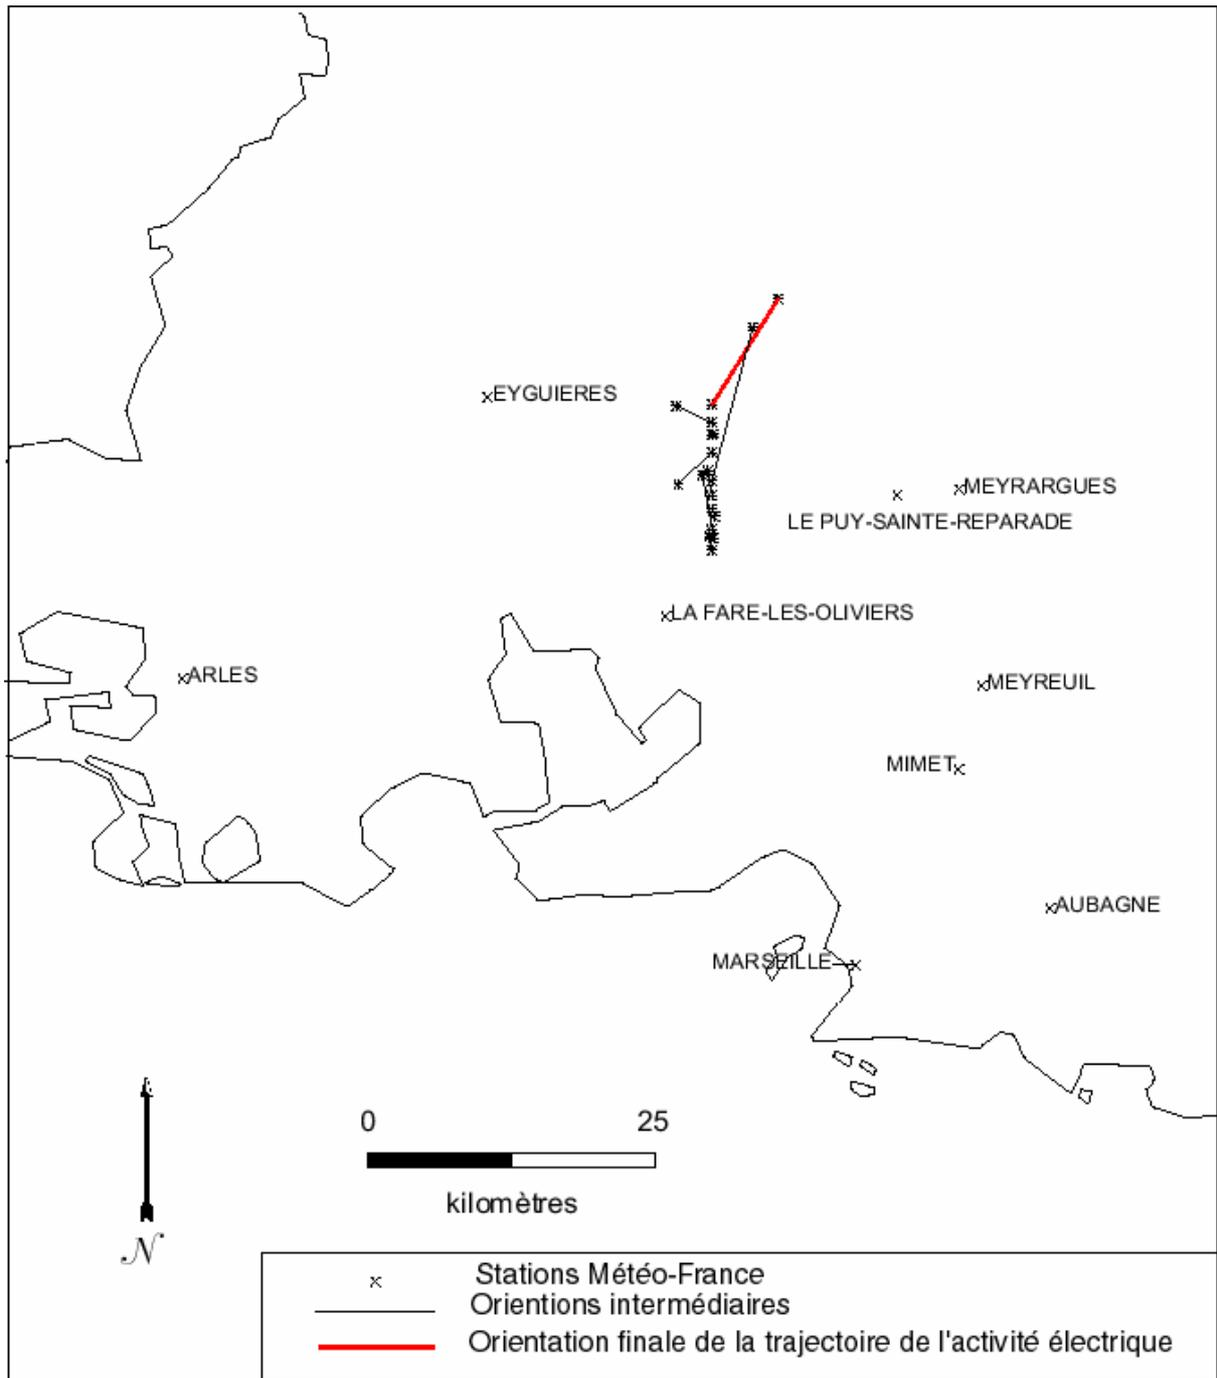 EYGUIERES
MEYRARGUES
LE PUY-SAINTE-REPARADE
LA FARE-LES-OLIVIERS
ARLES
MEYREUIL
MIMET
AUBAGNE
MARSEILLE
0 25
kilomètres
N
Stations Météo-France
Orientions intermédiaires
Orientation finale de la trajectoire de l'activité électrique